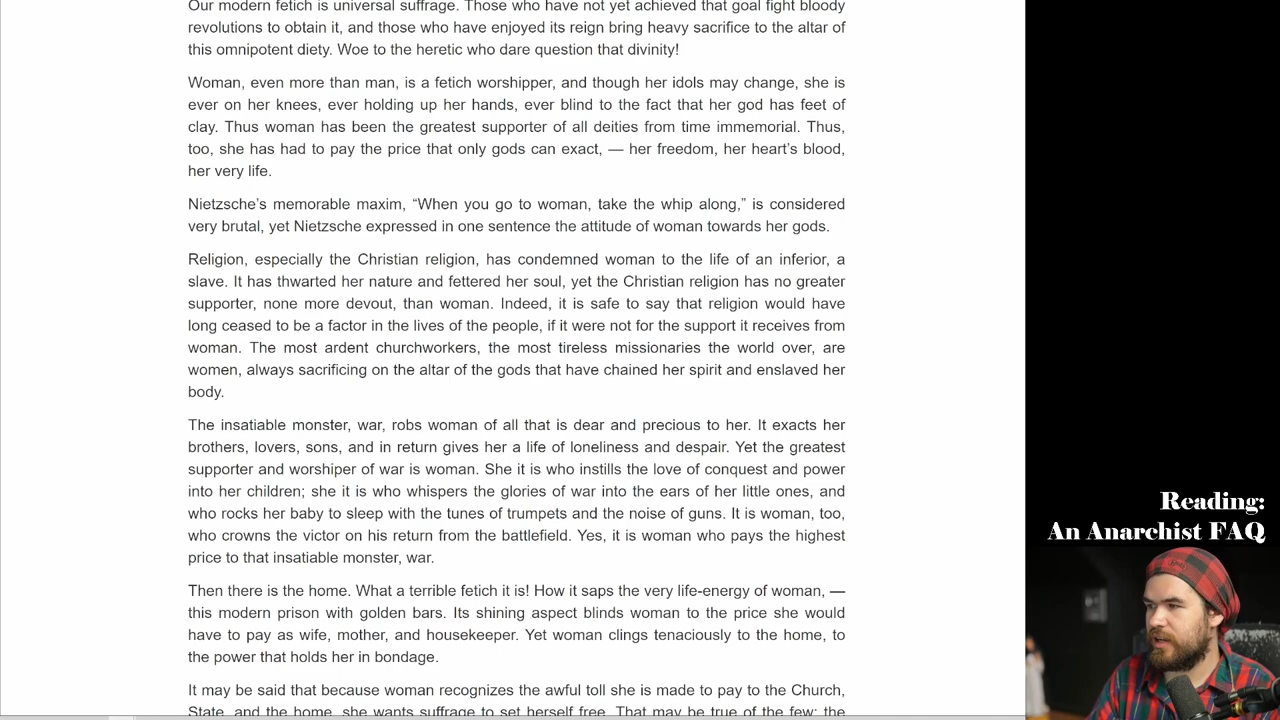 Our modern fetich is universal suffrage. Those who have not yet achieved that goal fight bloody
revolutions to obtain it, and those who have enjoyed its reign bring heavy sacrifice to the altar of
this omnipotent diety. Woe to the heretic who dare question that divinity!
Woman, even more than man, is a fetich worshipper, and though her idols may change, she is
ever on her knees, ever holding up her hands, ever blind to the fact that her god has feet of
clay. Thus woman has been the greatest supporter of all deities from time immemorial. Thus,
too, she has had to pay the price that only gods can exact, — her freedom, her heart’s blood,
her very life.
Nietzsche’s memorable maxim, “When you go to woman, take the whip along,” is considered
very brutal, yet Nietzsche expressed in one sentence the attitude of woman towards her gods.
Religion, especially the Christian religion, has condemned woman to the life of an inferior, a
slave. It has thwarted her nature and fettered her soul, yet the Christian religion has no greater
supporter, none more devout, than woman. Indeed, it is safe to say that religion would have
long ceased to be a factor in the lives of the people, if it were not for the support it receives from
woman. The most ardent churchworkers, the most tireless missionaries the world over, are
women, always sacrificing on the altar of the gods that have chained her spirit and enslaved her
body.
The insatiable monster, war, robs woman of all that is dear and precious to her. It exacts her
brothers, lovers, sons, and in return gives her a life of loneliness and despair. Yet the greatest
supporter and worshiper of war is woman. She it is who instills the love of conquest and power
into her children; she it is who whispers the glories of war into the ears of her little ones, and
who rocks her baby to sleep with the tunes of trumpets and the noise of guns. It is woman, too,
who crowns the victor on his return from the battlefield. Yes, it is woman who pays the highest
price to that insatiable monster, war.
Then there is the home. What a terrible fetich it is! How it saps the very life-energy of woman, —
this modern prison with golden bars. Its shining aspect blinds woman to the price she would
have to pay as wife, mother, and housekeeper. Yet woman clings tenaciously to the home, to
the power that holds her in bondage.
It may be said that because woman recognizes the awful toll she is made to pay to the Church,
State, and the home, she wants suffrage to set herself free. That may be true of the few; the
Reading:
An Anarchist FAQ